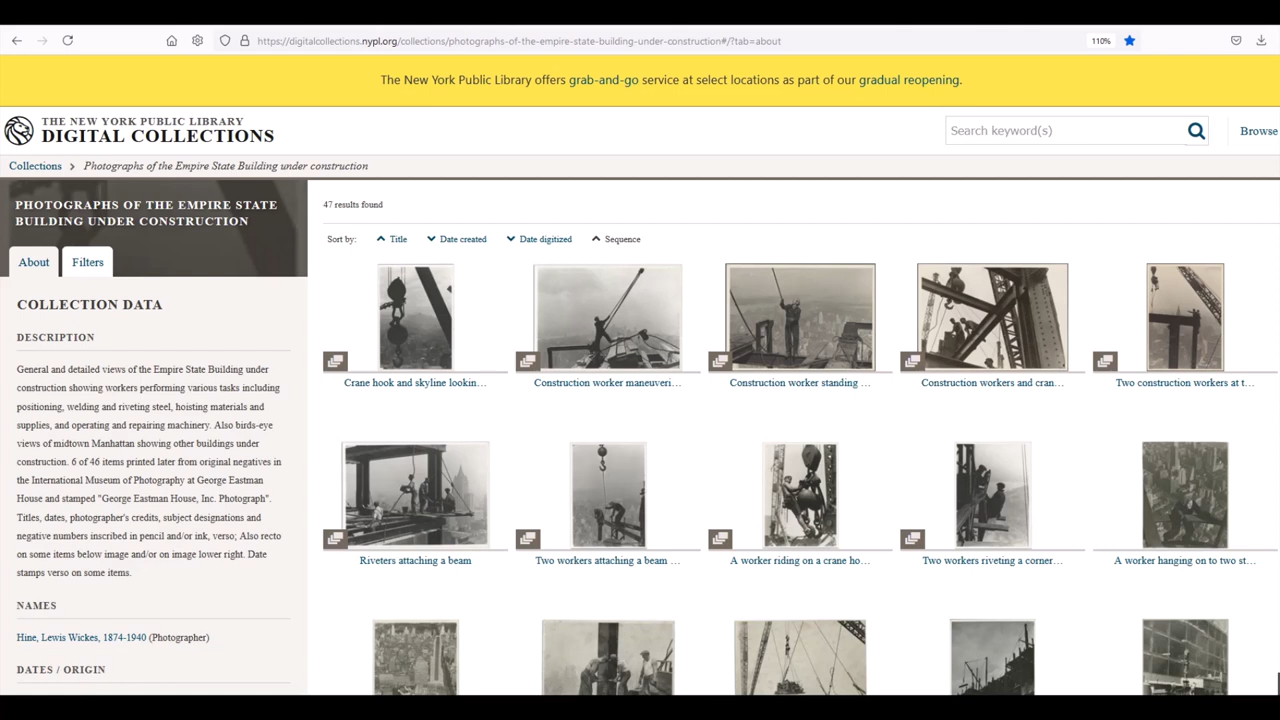 https://digitalcollections.nypl.org/collections/photographs-of-the-empire-state-building-under-construction#/?tab=about
110%
The New York Public Library offers grab-and-go service at select locations as part of our gradual reopening.
THE NEW YORK PUBLIC LIBRARY
DIGITAL COLLECTIONS
Search keyword(s)
Browse
Collections > Photographs of the Empire State Building under construction
PHOTOGRAPHS OF THE EMPIRE STATE
BUILDING UNDER CONSTRUCTION
About
Filters
COLLECTION DATA
DESCRIPTION
General and detailed views of the Empire State Building under
construction showing workers performing various tasks including
positioning, welding and riveting steel, hoisting materials and
supplies, and operating and repairing machinery. Also birds-eye
views of midtown Manhattan showing other buildings under
construction. 6 of 46 items printed later from original negatives in
the International Museum of Photography at George Eastman
House and stamped "George Eastman House, Inc. Photograph".
Titles, dates, photographer's credits, subject designations and
negative numbers inscribed in pencil and/or ink, verso; Also recto
on some items below image and/or on image lower right. Date
stamps verso on some items.
NAMES
Hine, Lewis Wickes, 1874-1940 (Photographer)
DATES / ORIGIN
47 results found
Sort by: Title Date created Date digitized Sequence
Crane hook and skyline lookin…
Construction worker maneuveri…
Construction worker standing …
Construction workers and cran…
Two construction workers at t…
Riveters attaching a beam
Two workers attaching a beam …
A worker riding on a crane ho…
Two workers riveting a corner…
A worker hanging on to two st…